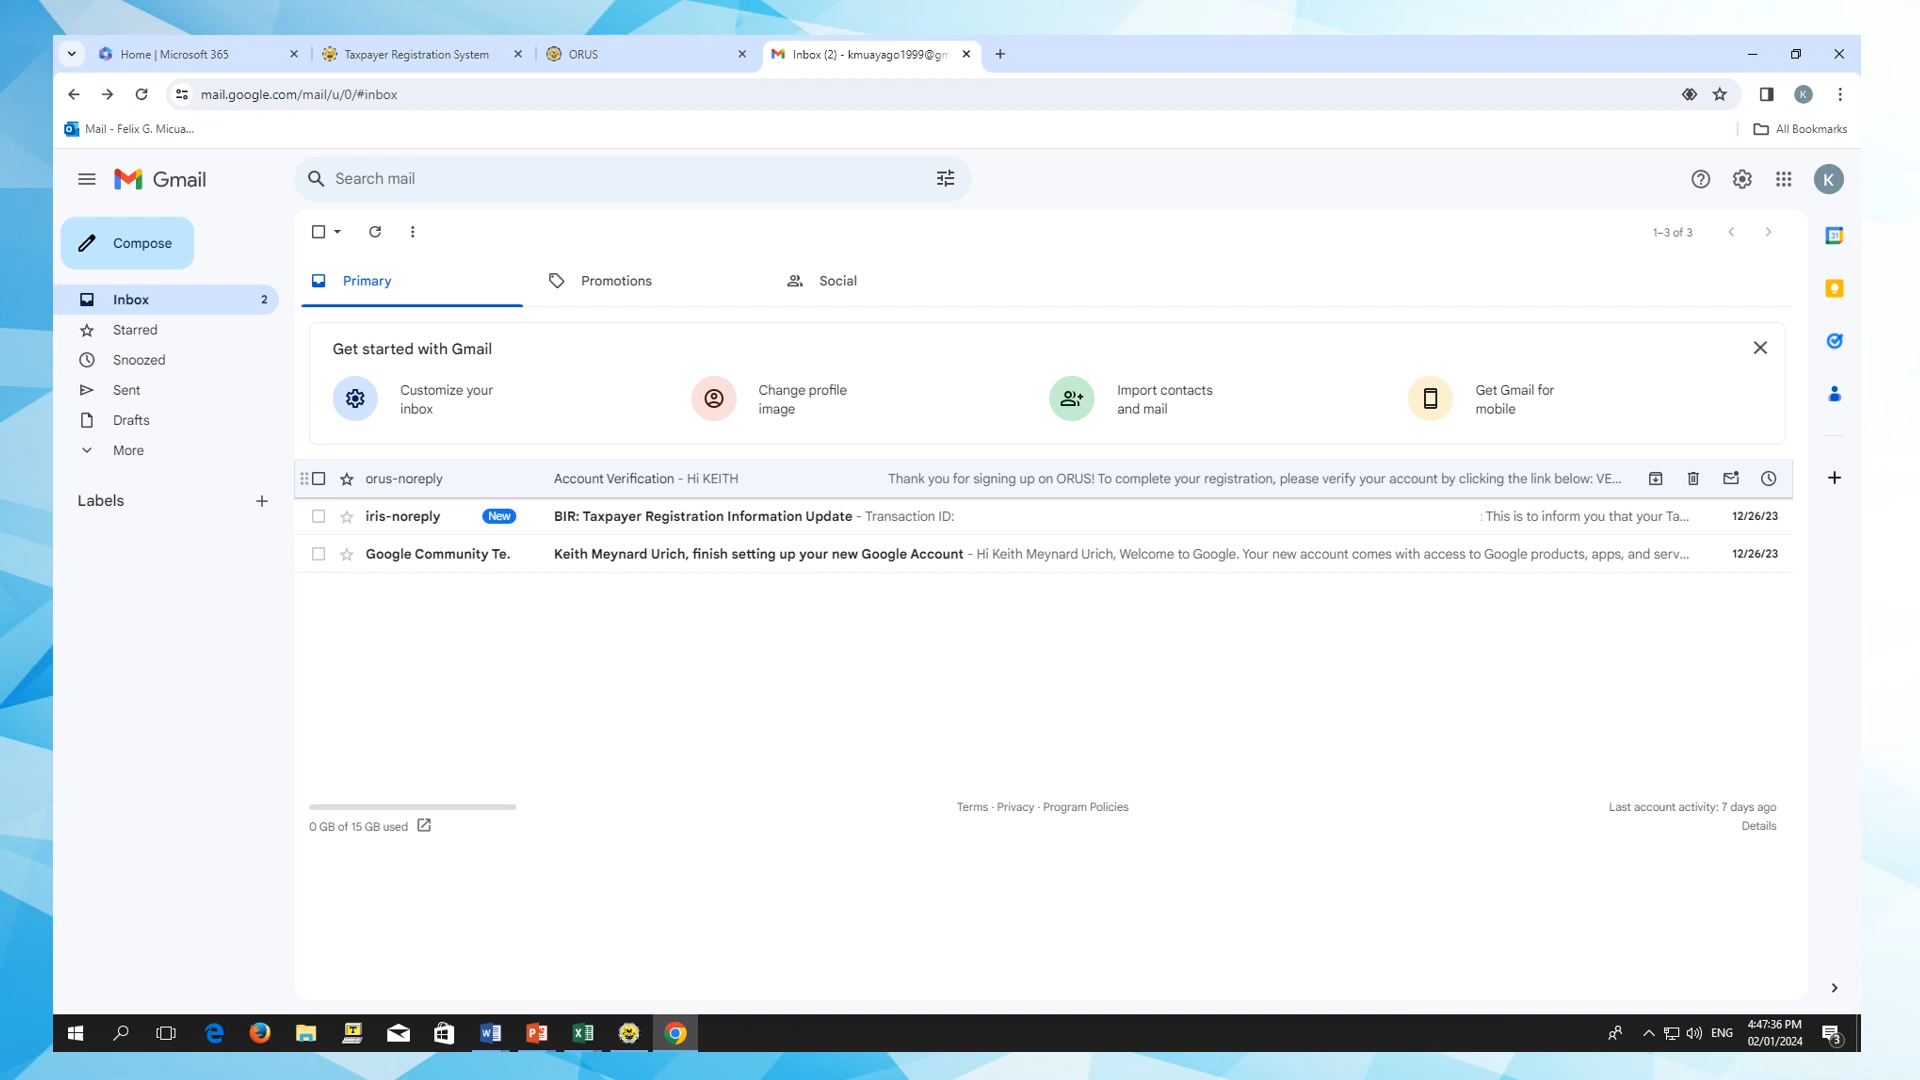 Home | Microsoft 365
Taxpayer Registration System
ORUS
Inbox (2) - kmuayago1999@gm
mail.google.com/mail/u/0/#inbox
K
Mail - Felix G. Micua...
All Bookmarks
Gmail
Search mail
K
Compose
1–3 of 3
31
Primary
Promotions
Social
Inbox 2
Starred
Snoozed
Sent
Drafts
More
Labels
Get started with Gmail
Customize your inbox
Change profile image
Import contacts and mail
Get Gmail for mobile
orus-noreply Account Verification - Hi KEITH Thank you for signing up on ORUS! To complete your registration, please verify your account by clicking the link below: VE...
iris-noreply New BIR: Taxpayer Registration Information Update - Transaction ID: : This is to inform you that your Ta... 12/26/23
Google Community Te. Keith Meynard Urich, finish setting up your new Google Account - Hi Keith Meynard Urich, Welcome to Google. Your new account comes with access to Google products, apps, and serv... 12/26/23
0 GB of 15 GB used
Terms · Privacy · Program Policies
Last account activity: 7 days ago
Details
ENG
4:47:36 PM
02/01/2024
3